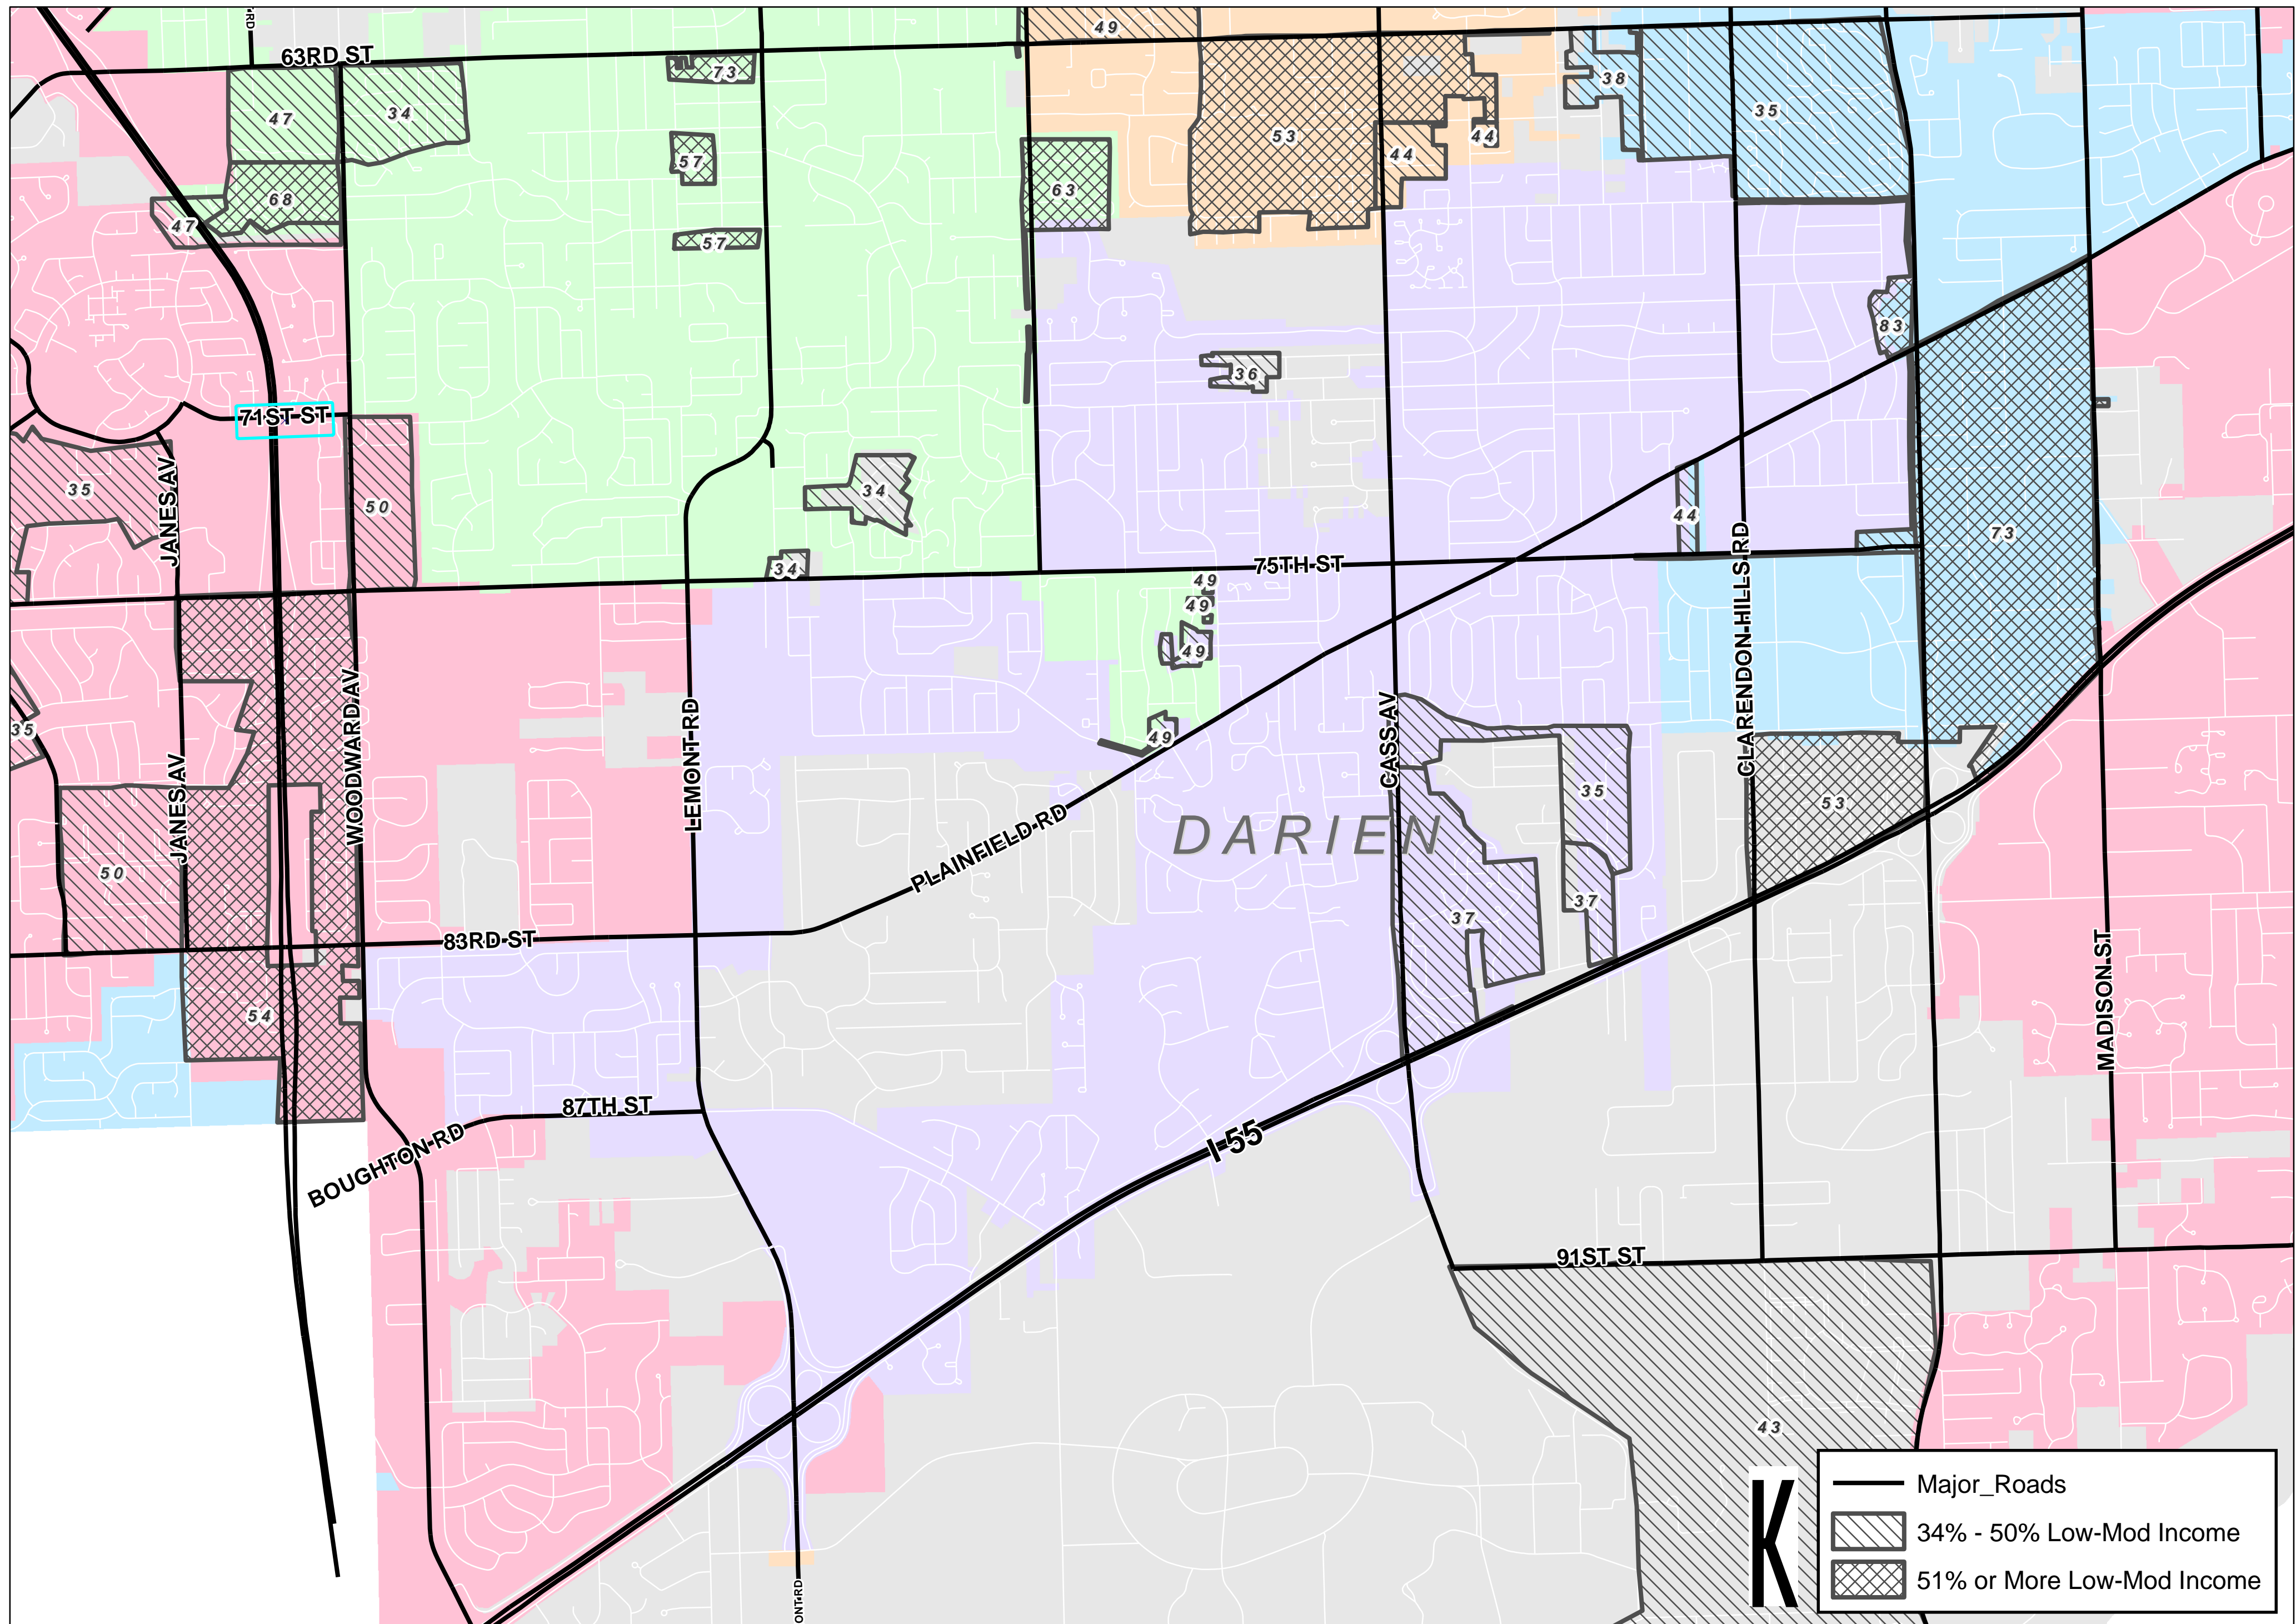 RD
63RD ST
49
73
47
34
38
35
53
44
44
57
63
68
47
57
83
36
71ST ST
35
JANES AV
50
34
44
73
34
75TH ST
CLARENDON HILLS RD
49
49
49
35
WOODWARD AV
LEMONT RD
CASS AV
49
JANES AV
35
53
DARIEN
PLAINFIELD RD
50
37
37
83RD ST
MADISON ST
54
87TH ST
BOUGHTON RD
I 55
91ST ST
43
K
Major_Roads
34% - 50% Low-Mod Income
51% or More Low-Mod Income
ONT RD